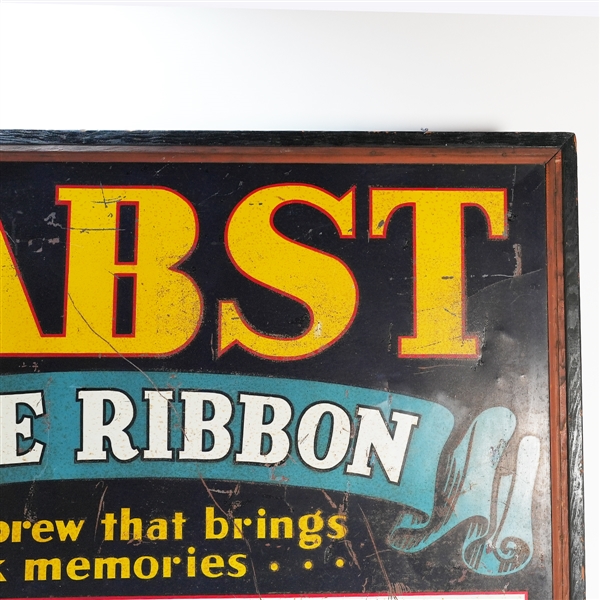 ABST
E RIBBON
brew that brings
k memories . . .